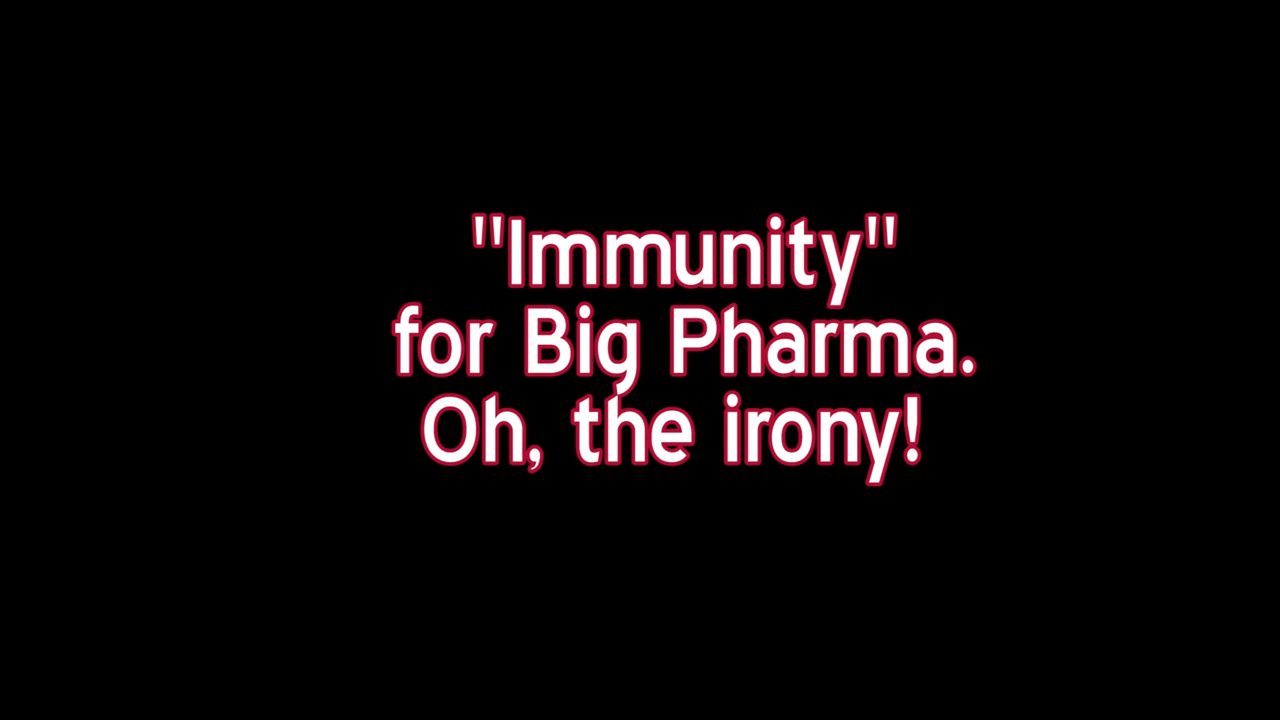 "Immunity"
for Big Pharma.
Oh, the irony!